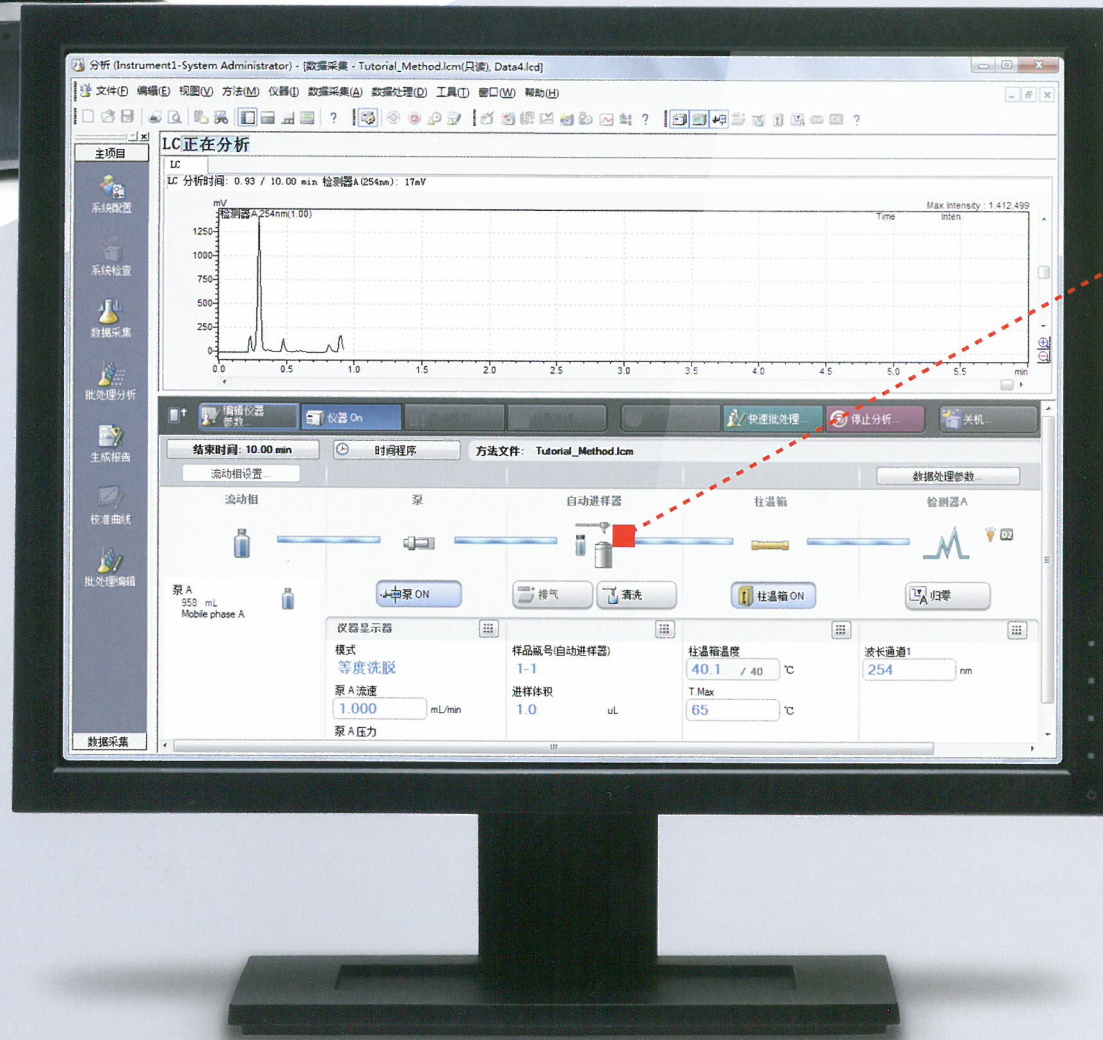 分析 (Instrument1-System Administrator) - [数据采集 - Tutorial_Method.lcm(只读), Data4.lcd]
文件(F) 编辑(E) 视图(V) 方法(M) 仪器(I) 数据采集(A) 数据处理(D) 工具(T) 窗口(W) 帮助(H)
主项目
系统配置
系统检查
数据采集
批处理分析
生成报告
校准曲线
批处理编辑
数据采集
LC正在分析
LC
LC 分析时间: 0.93 / 10.00 min 检测器A(254nm): 17mV
mV
检测器A,254nm(1.00)
Max Intensity : 1,412,499
Time Inten.
1250
1000
750
500
250
0
0.0 0.5 1.0 1.5 2.0 2.5 3.0 3.5 4.0 4.5 5.0 5.5 min
编辑仪器
参数...
仪器 On
快速批处理...
停止分析...
关机...
结束时间: 10.00 min
时间程序
方法文件: Tutorial_Method.lcm
流动相设置...
数据处理参数...
流动相 泵 自动进样器 柱温箱 检测器A
D2
泵 A
958 mL
Mobile phase A
泵 ON
排气
清洗
柱温箱 ON
归零
仪器显示器
模式
等度洗脱
泵 A 流速
1.000 mL/min
泵 A 压力
样品瓶号(自动进样器)
1-1
进样体积
1.0 uL
柱温箱温度
40.1 / 40 ℃
T.Max
65 ℃
波长通道1
254 nm